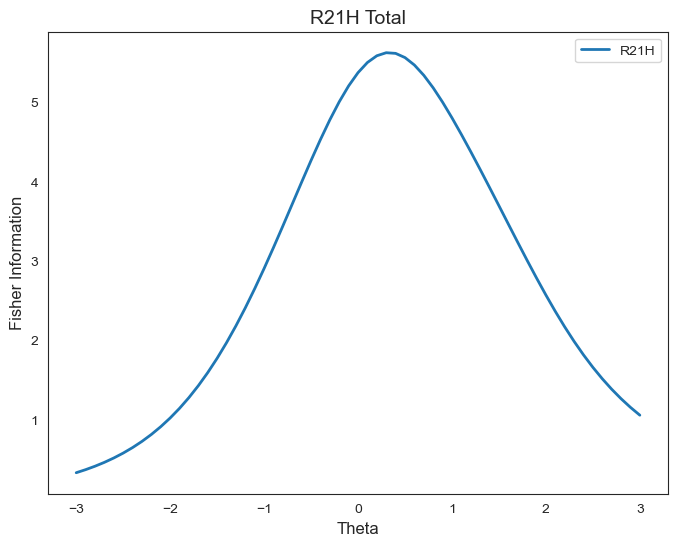 R21H Total
R21H
Fisher Information
5
4
3
2
1
−3 −2 −1 0 1 2 3
Theta